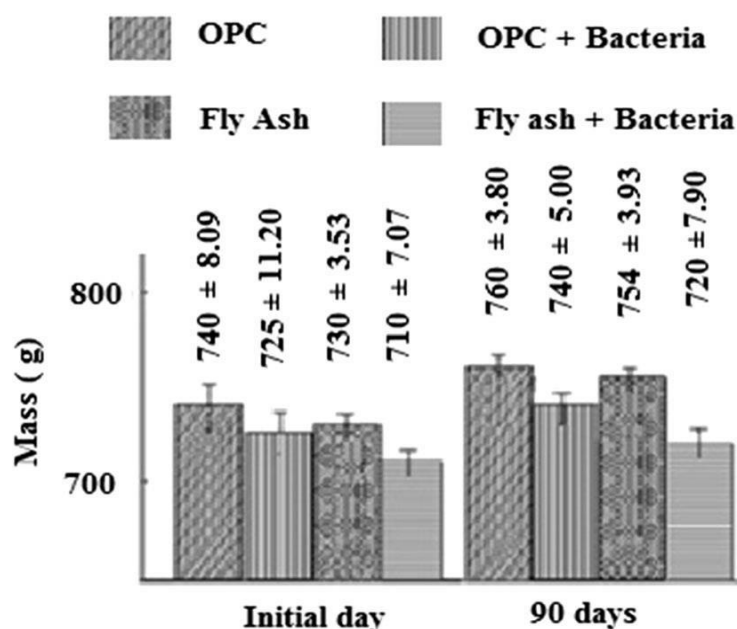 OPC
OPC + Bacteria
Fly Ash
Fly ash + Bacteria
740 ± 8.09
725 ± 11.20
730 ± 3.53
710 ± 7.07
760 ± 3.80
740 ± 5.00
754 ± 3.93
720 ±7.90
800
700
Mass ( g)
Initial day
90 days